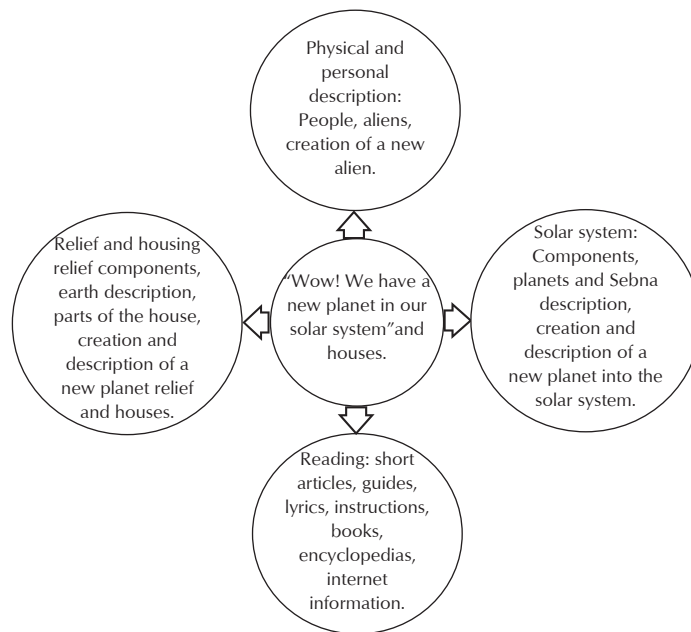 Physical and
personal
description:
People, aliens,
creation of a new
alien.
Relief and housing
relief components,
earth description,
parts of the house,
creation and
description of a
new planet relief
and houses.
“Wow! We have a
new planet in our
solar system”and
houses.
Solar system:
Components,
planets and Sebna
description,
creation and
description of a
new planet into the
solar system.
Reading: short
articles, guides,
lyrics, instructions,
books,
encyclopedias,
internet
information.